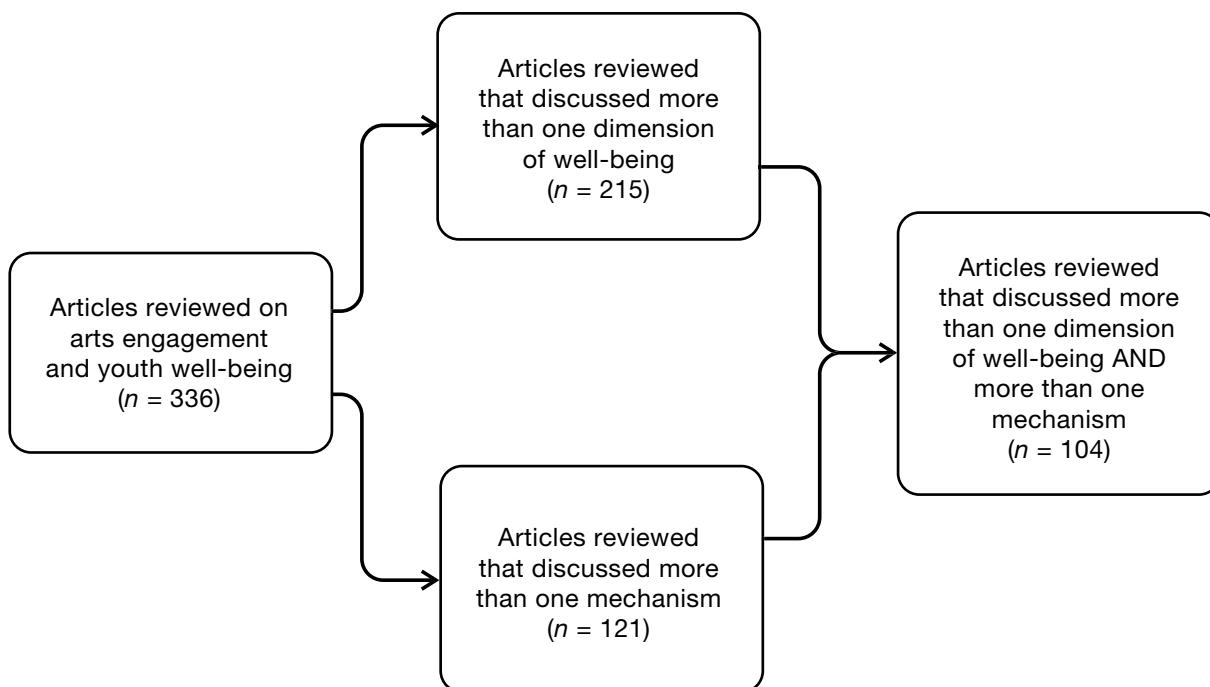 Articles reviewed on
arts engagement
and youth well-being
(n = 336)
Articles reviewed
that discussed more
than one dimension
of well-being
(n = 215)
Articles reviewed
that discussed more
than one mechanism
(n = 121)
Articles reviewed
that discussed more
than one dimension
of well-being AND
more than one
mechanism
(n = 104)